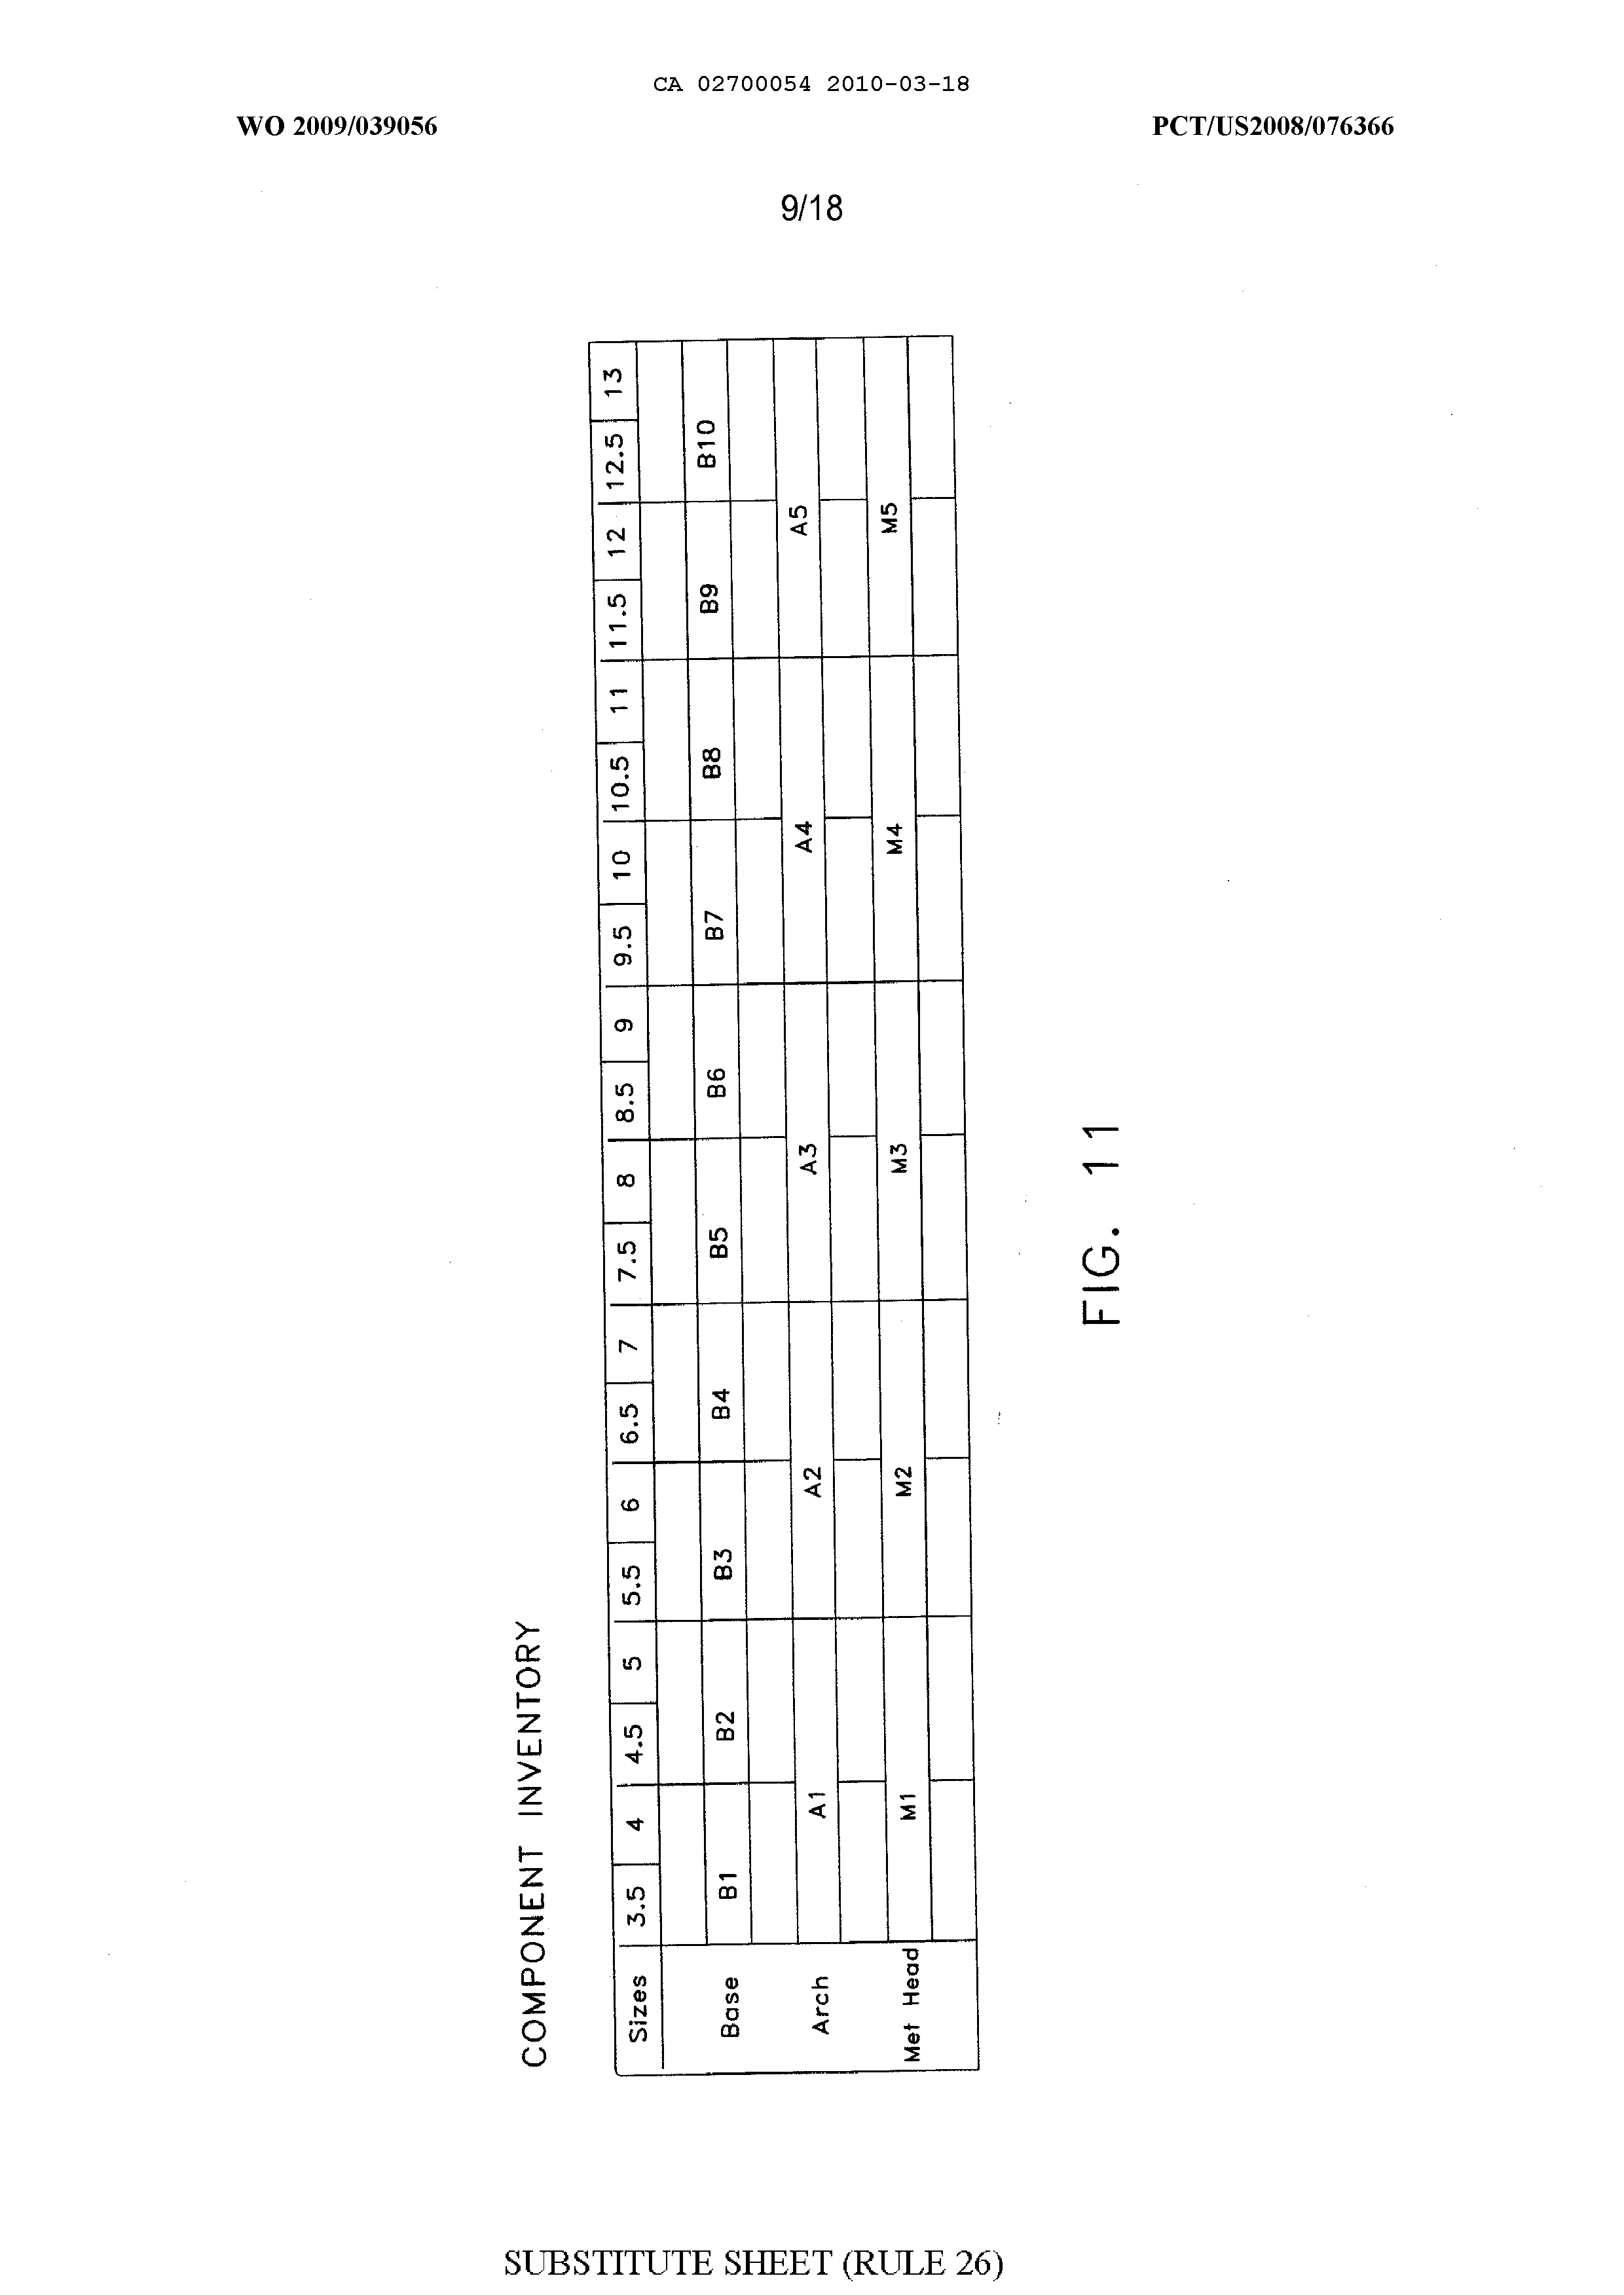 CA 02700054 2010-03-18
WO 2009/039056 PCT/US2008/076366
9/18
COMPONENT INVENTORY
Sizes 3.5 4 4.5 5 5.5 6 6.5 7 7.5 8 8.5 9 9.5 10 10.5 11 11.5 12 12.5 13
Base B1 B2 B3 B4 B5 B6 B7 B8 B9 B10
Arch A1 A2 A3 A4 A5
Met Head M1 M2 M3 M4 M5
FIG. 11
SUBSTITUTE SHEET (RULE 26)